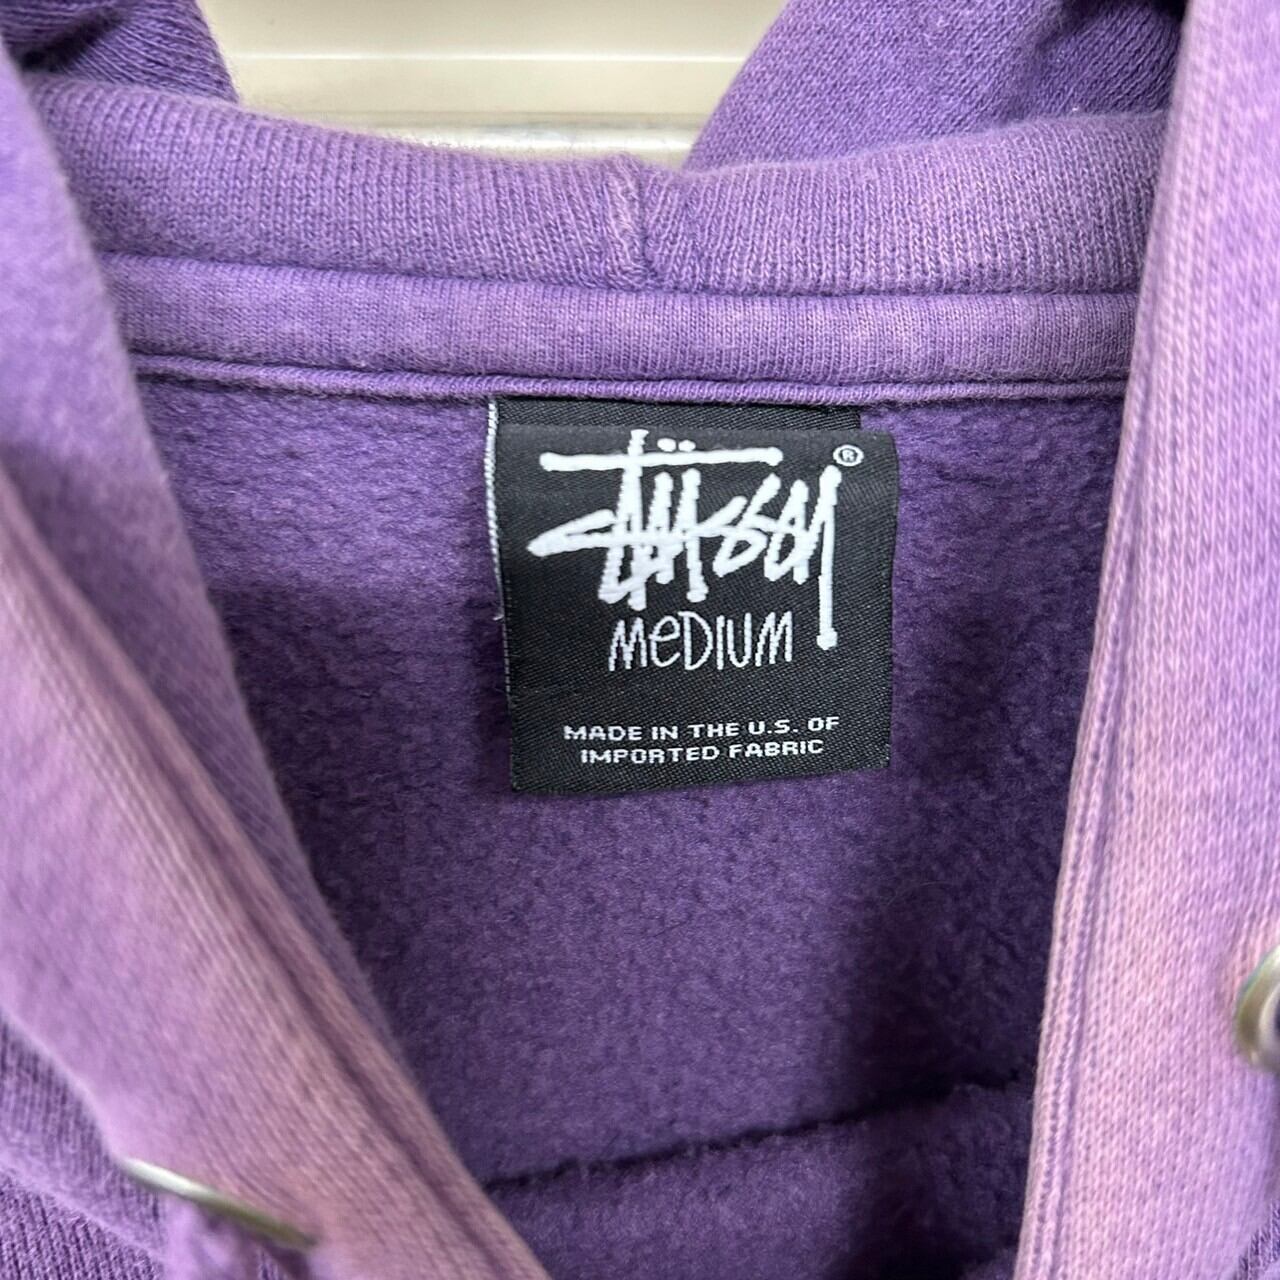 Stüssy ®
MeDIUM
MADE IN THE U.S. OF
IMPORTED FABRIC